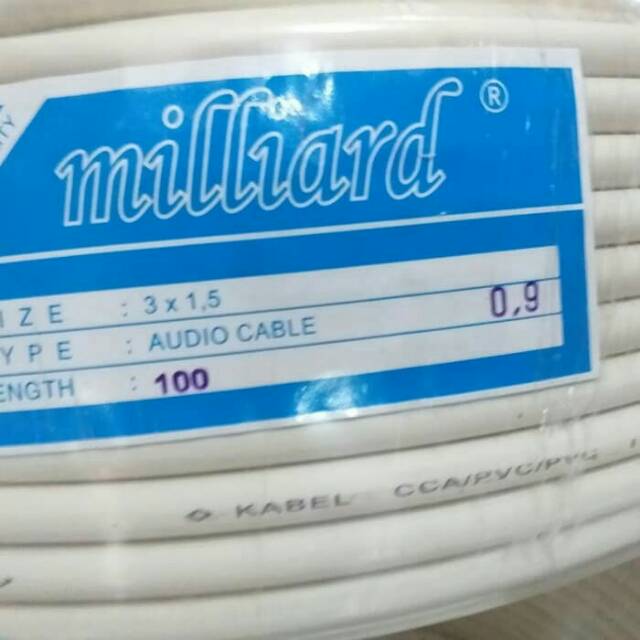 milliard ®
IZE : 3 x 1,5
YPE : AUDIO CABLE 0,9
ENGTH : 100
KABEL CCA/PVC/PVC